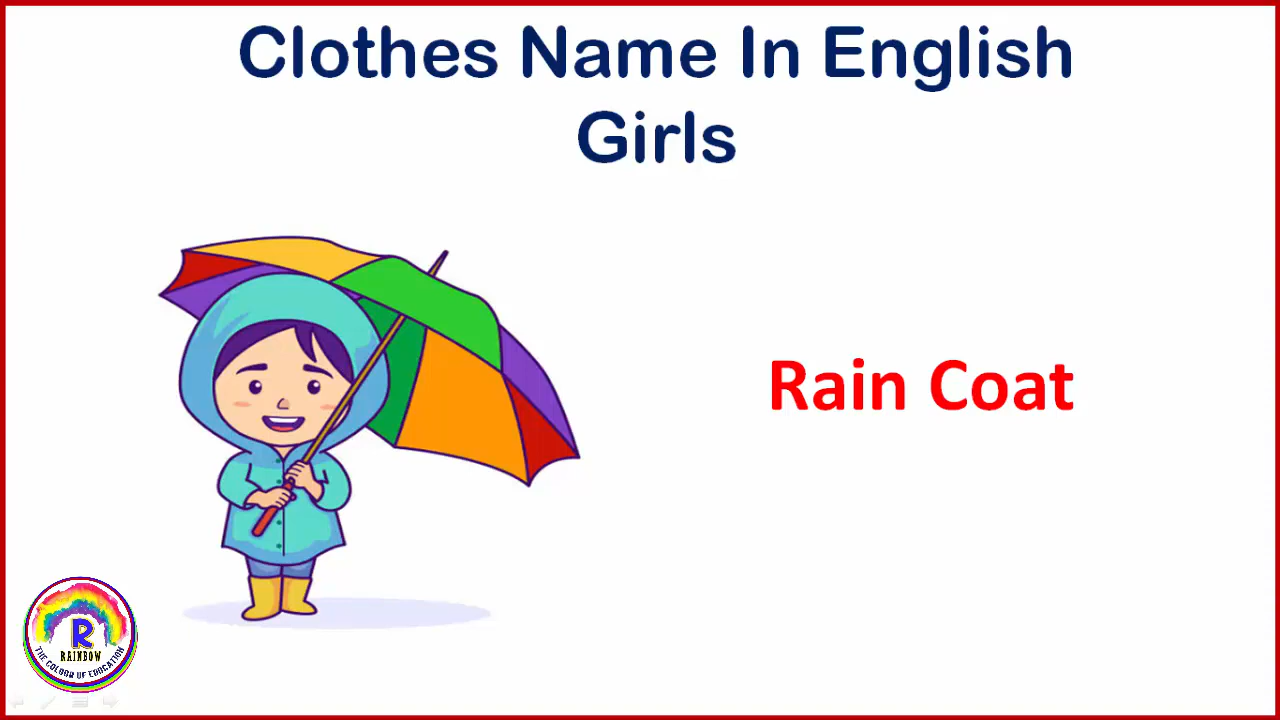 Clothes Name In English
Girls
Rain Coat
R
RAINBOW
THE COLOUR OF EDUCATION